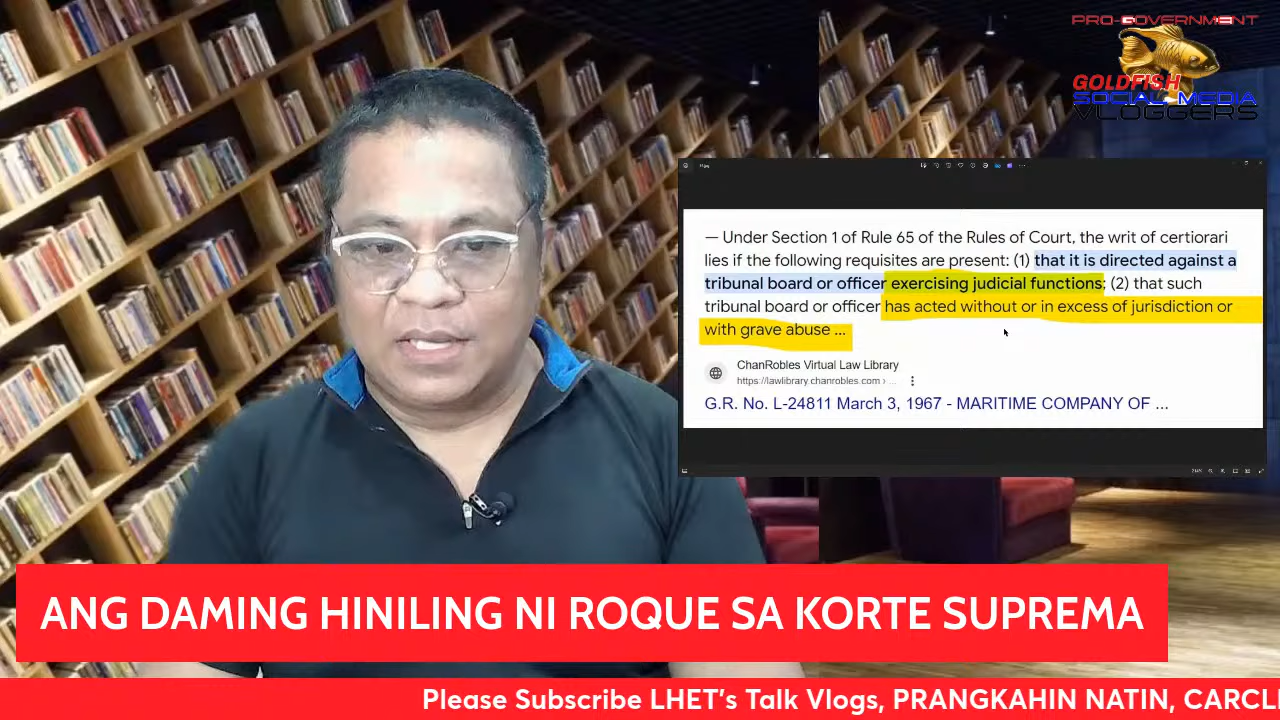 PRO-GOVERNMENT
GOLDFISH
SOCIAL MEDIA
VLOGGERS
— Under Section 1 of Rule 65 of the Rules of Court, the writ of certiorari
lies if the following requisites are present: (1) that it is directed against a
tribunal board or officer exercising judicial functions; (2) that such
tribunal board or officer has acted without or in excess of jurisdiction or
with grave abuse ...
ChanRobles Virtual Law Library
https://lawlibrary.chanrobles.com › ...
G.R. No. L-24811 March 3, 1967 - MARITIME COMPANY OF ...
ANG DAMING HINILING NI ROQUE SA KORTE SUPREMA
Please Subscribe LHET's Talk Vlogs, PRANGKAHIN NATIN, CARCL